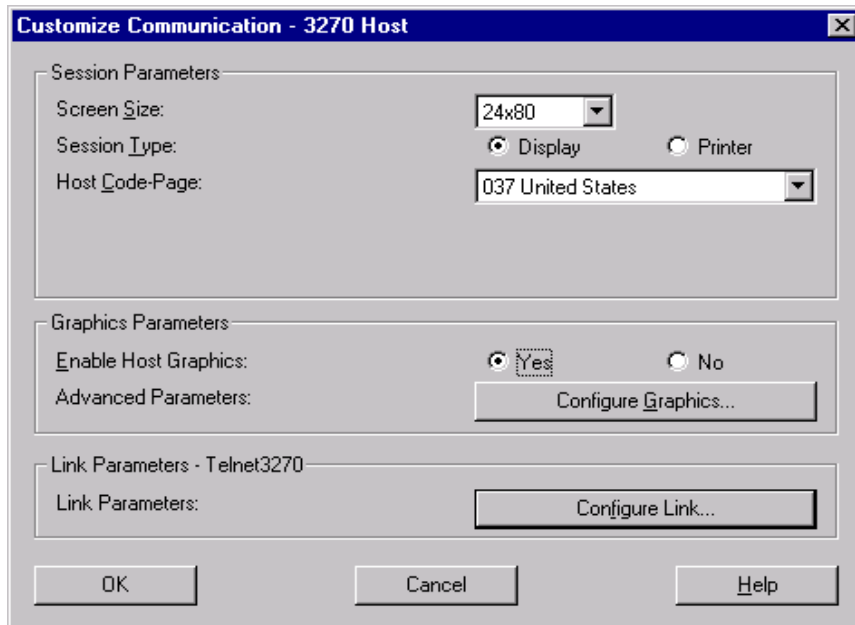 Customize Communication - 3270 Host
Session Parameters
Screen Size: 24x80
Session Type: Display Printer
Host Code-Page: 037 United States
Graphics Parameters
Enable Host Graphics: Yes No
Advanced Parameters: Configure Graphics...
Link Parameters - Telnet3270
Link Parameters: Configure Link...
OK Cancel Help